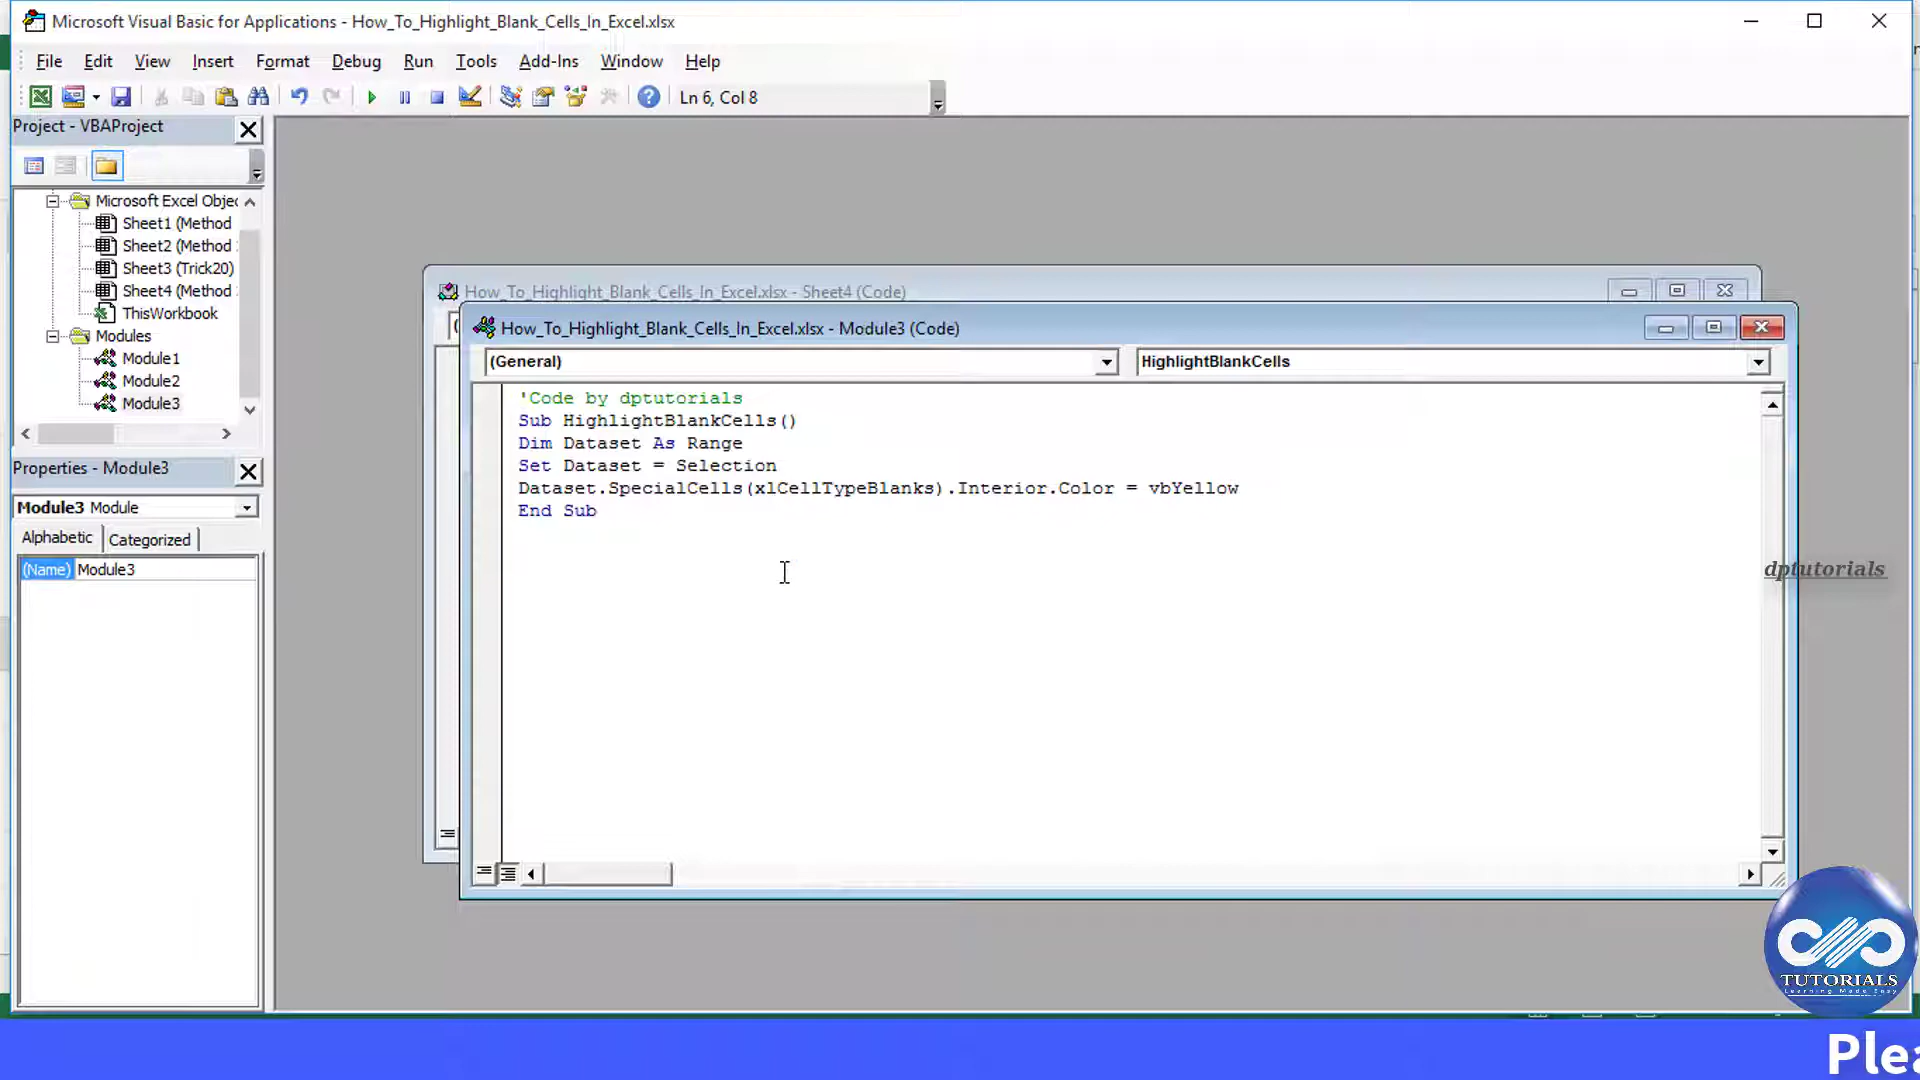 Microsoft Visual Basic for Applications - How_To_Highlight_Blank_Cells_In_Excel.xlsx
File Edit View Insert Format Debug Run Tools Add-Ins Window Help
Ln 6, Col 8
Project - VBAProject
Microsoft Excel Objec
Sheet1 (Method
Sheet2 (Method
Sheet3 (Trick20)
Sheet4 (Method
ThisWorkbook
Modules
Module1
Module2
Module3
Properties - Module3
Module3 Module
Alphabetic Categorized
(Name) Module3
How_To_Highlight_Blank_Cells_In_Excel.xlsx - Sheet4 (Code)
How_To_Highlight_Blank_Cells_In_Excel.xlsx - Module3 (Code)
(General) HighlightBlankCells
'Code by dptutorials
Sub HighlightBlankCells()
Dim Dataset As Range
Set Dataset = Selection
Dataset.SpecialCells(xlCellTypeBlanks).Interior.Color = vbYellow
End Sub
dptutorials
TUTORIALS
Learning Made Easy
Plea